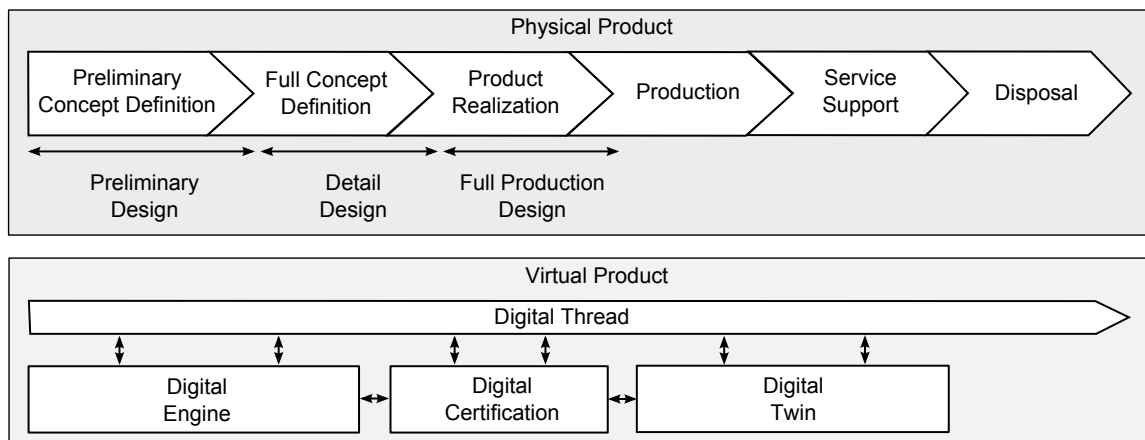 Physical Product
Preliminary
Concept Definition
Full Concept
Definition
Product
Realization
Production
Service
Support
Disposal
Preliminary
Design
Detail
Design
Full Production
Design
Virtual Product
Digital Thread
Digital
Engine
Digital
Certification
Digital
Twin